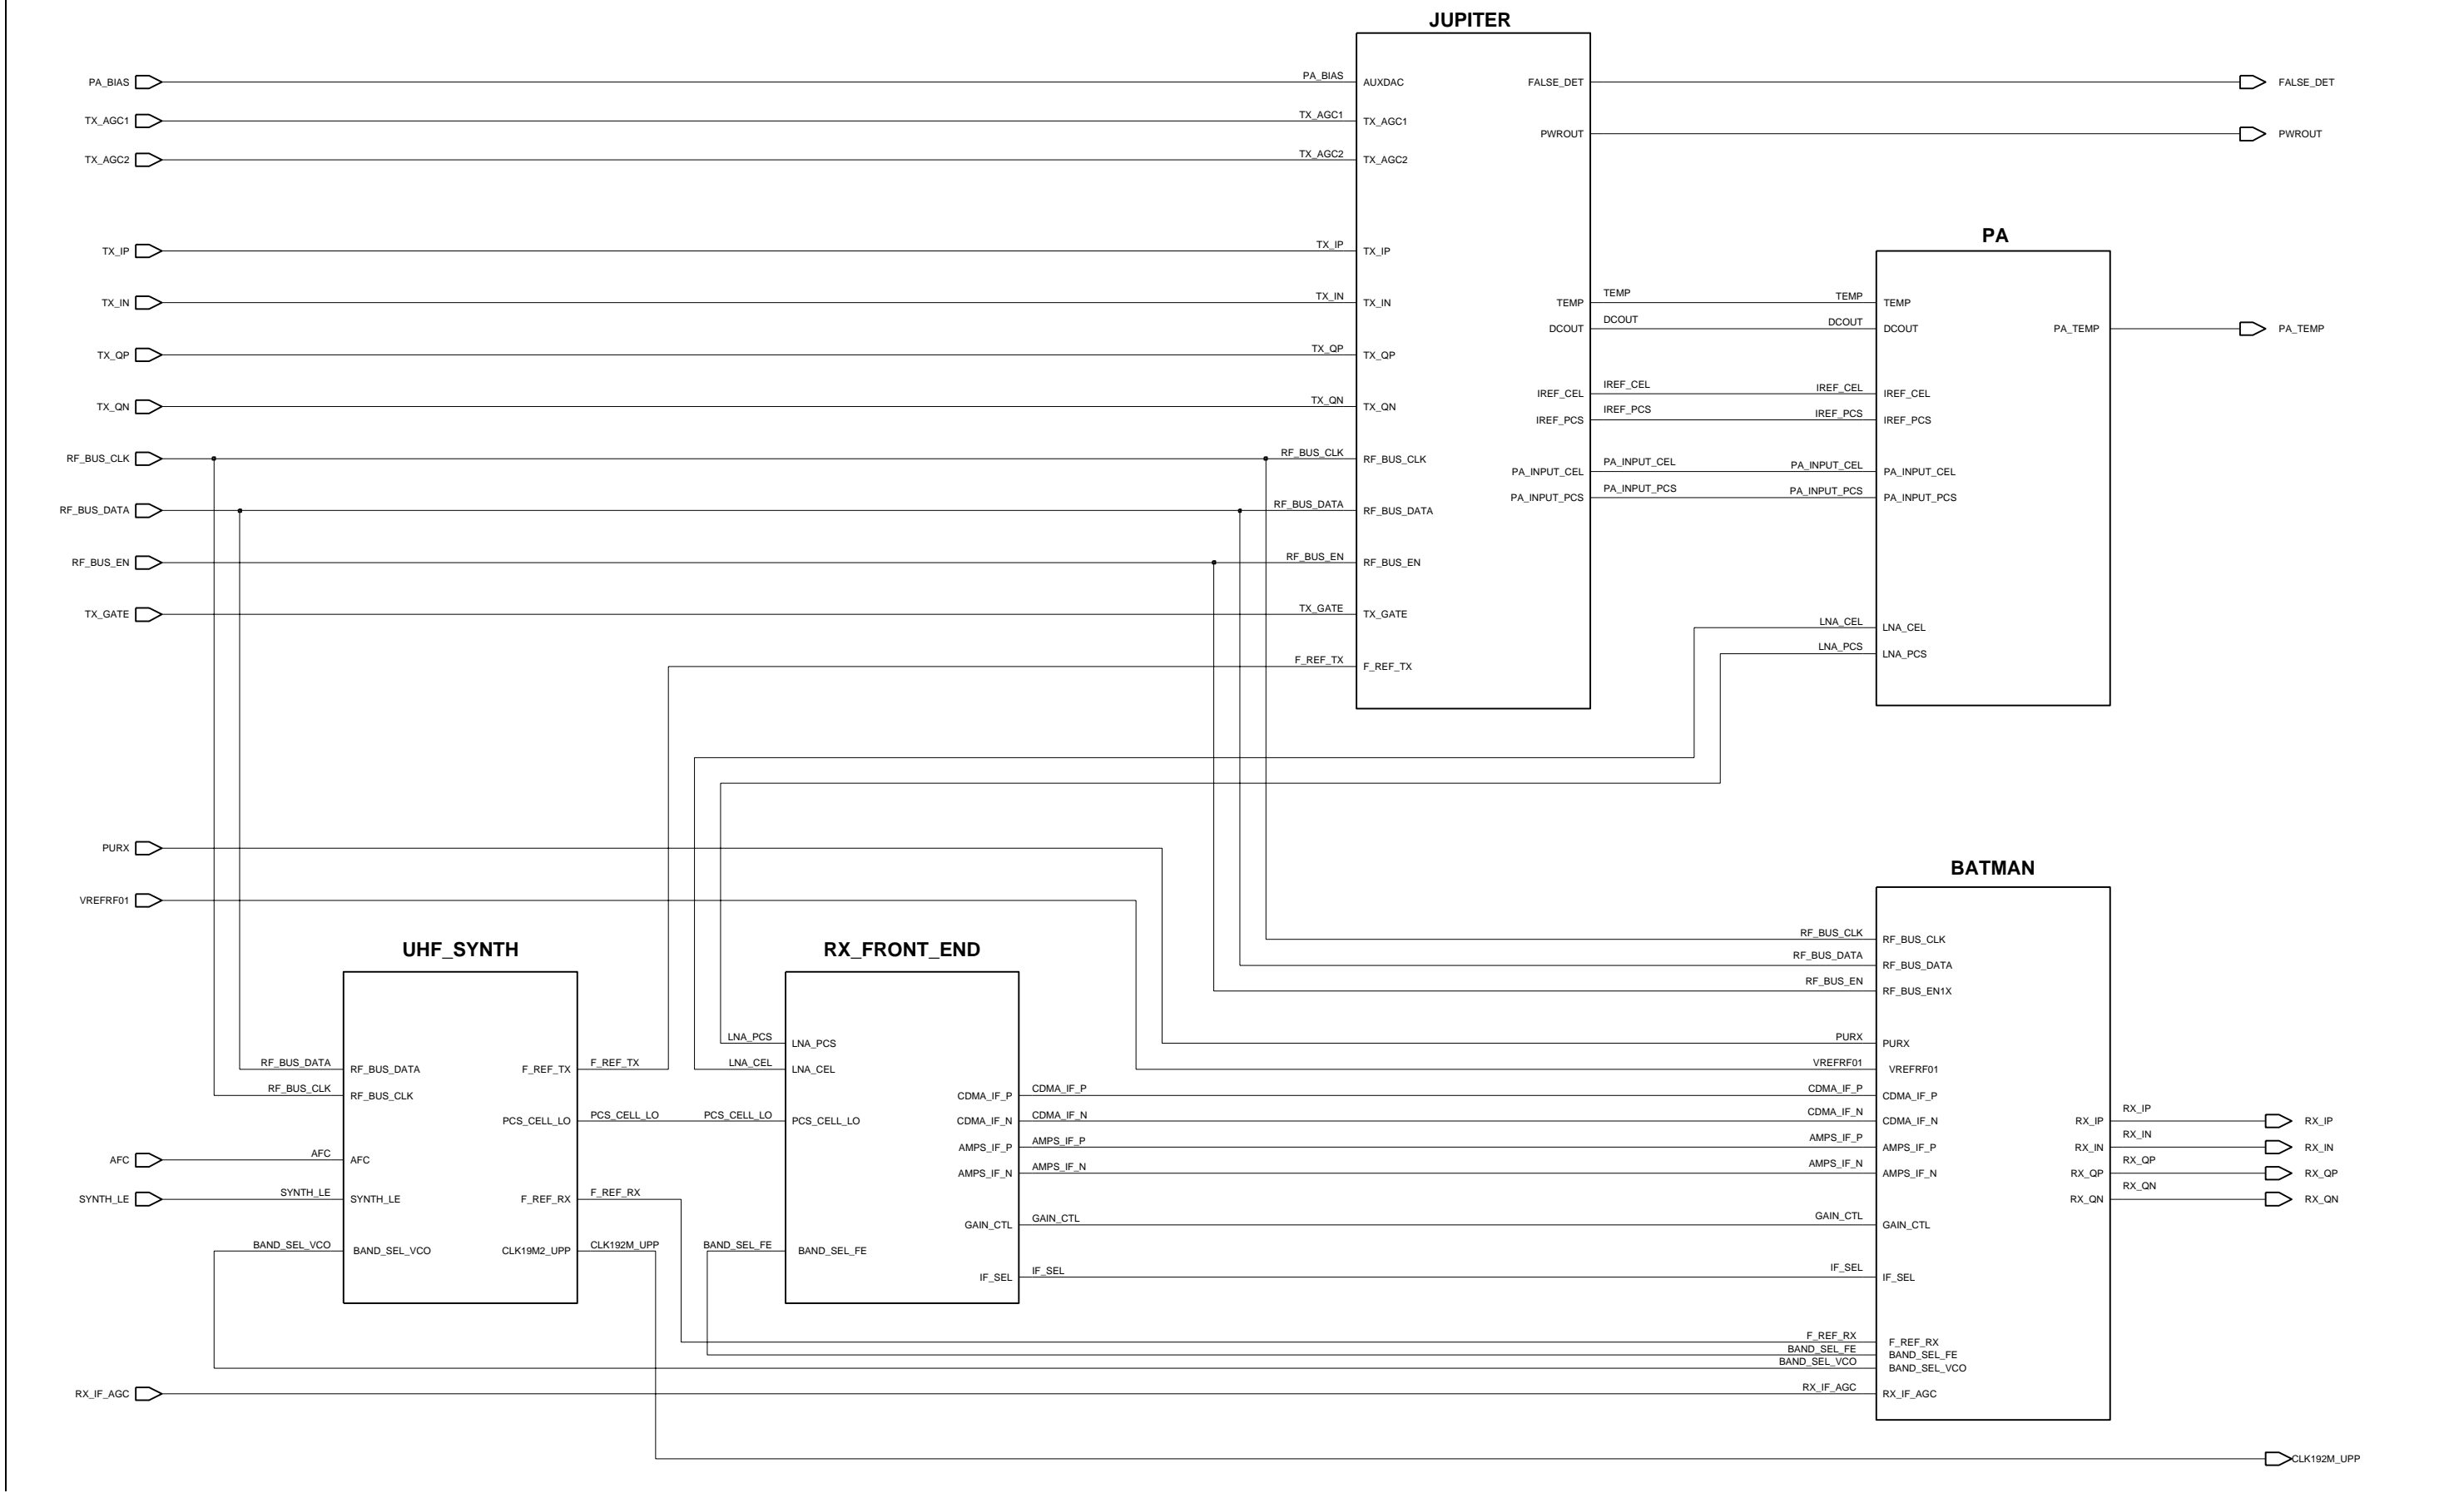 JUPITER
PA_BIAS PA_BIAS AUXDAC FALSE_DET FALSE_DET
TX_AGC1 TX_AGC1 TX_AGC1
PWROUT PWROUT
TX_AGC2 TX_AGC2 TX_AGC2
PA
TX_IP TX_IP TX_IP
TX_IN TX_IN TX_IN TEMP TEMP TEMP TEMP
DCOUT DCOUT DCOUT DCOUT PA_TEMP PA_TEMP
TX_QP TX_QP TX_QP
IREF_CEL IREF_CEL IREF_CEL IREF_CEL
TX_QN TX_QN TX_QN
IREF_PCS IREF_PCS IREF_PCS IREF_PCS
RF_BUS_CLK RF_BUS_CLK RF_BUS_CLK
PA_INPUT_CEL PA_INPUT_CEL PA_INPUT_CEL PA_INPUT_CEL
PA_INPUT_PCS PA_INPUT_PCS PA_INPUT_PCS PA_INPUT_PCS
RF_BUS_DATA RF_BUS_DATA RF_BUS_DATA
RF_BUS_EN RF_BUS_EN RF_BUS_EN
TX_GATE TX_GATE TX_GATE
LNA_CEL LNA_CEL
LNA_PCS LNA_PCS
F_REF_TX F_REF_TX
PURX
BATMAN
VREFRF01
UHF_SYNTH RX_FRONT_END
RF_BUS_CLK RF_BUS_CLK
RF_BUS_DATA RF_BUS_DATA
RF_BUS_EN RF_BUS_EN1X
LNA_PCS LNA_PCS PURX PURX
RF_BUS_DATA RF_BUS_DATA F_REF_TX F_REF_TX LNA_CEL LNA_CEL VREFRF01 VREFRF01
RF_BUS_CLK RF_BUS_CLK CDMA_IF_P CDMA_IF_P CDMA_IF_P CDMA_IF_P
PCS_CELL_LO PCS_CELL_LO PCS_CELL_LO PCS_CELL_LO CDMA_IF_N CDMA_IF_N CDMA_IF_N CDMA_IF_N RX_IP RX_IP RX_IP
AMPS_IF_P AMPS_IF_P AMPS_IF_P AMPS_IF_P RX_IN RX_IN RX_IN
AFC AFC AFC
AMPS_IF_N AMPS_IF_N AMPS_IF_N AMPS_IF_N RX_QP RX_QP RX_QP
SYNTH_LE SYNTH_LE SYNTH_LE F_REF_RX F_REF_RX RX_QN RX_QN RX_QN
GAIN_CTL GAIN_CTL GAIN_CTL GAIN_CTL
BAND_SEL_VCO BAND_SEL_VCO CLK19M2_UPP CLK192M_UPP BAND_SEL_FE BAND_SEL_FE
IF_SEL IF_SEL IF_SEL IF_SEL
F_REF_RX F_REF_RX
BAND_SEL_FE BAND_SEL_FE
BAND_SEL_VCO BAND_SEL_VCO
RX_IF_AGC RX_IF_AGC RX_IF_AGC
CLK192M_UPP